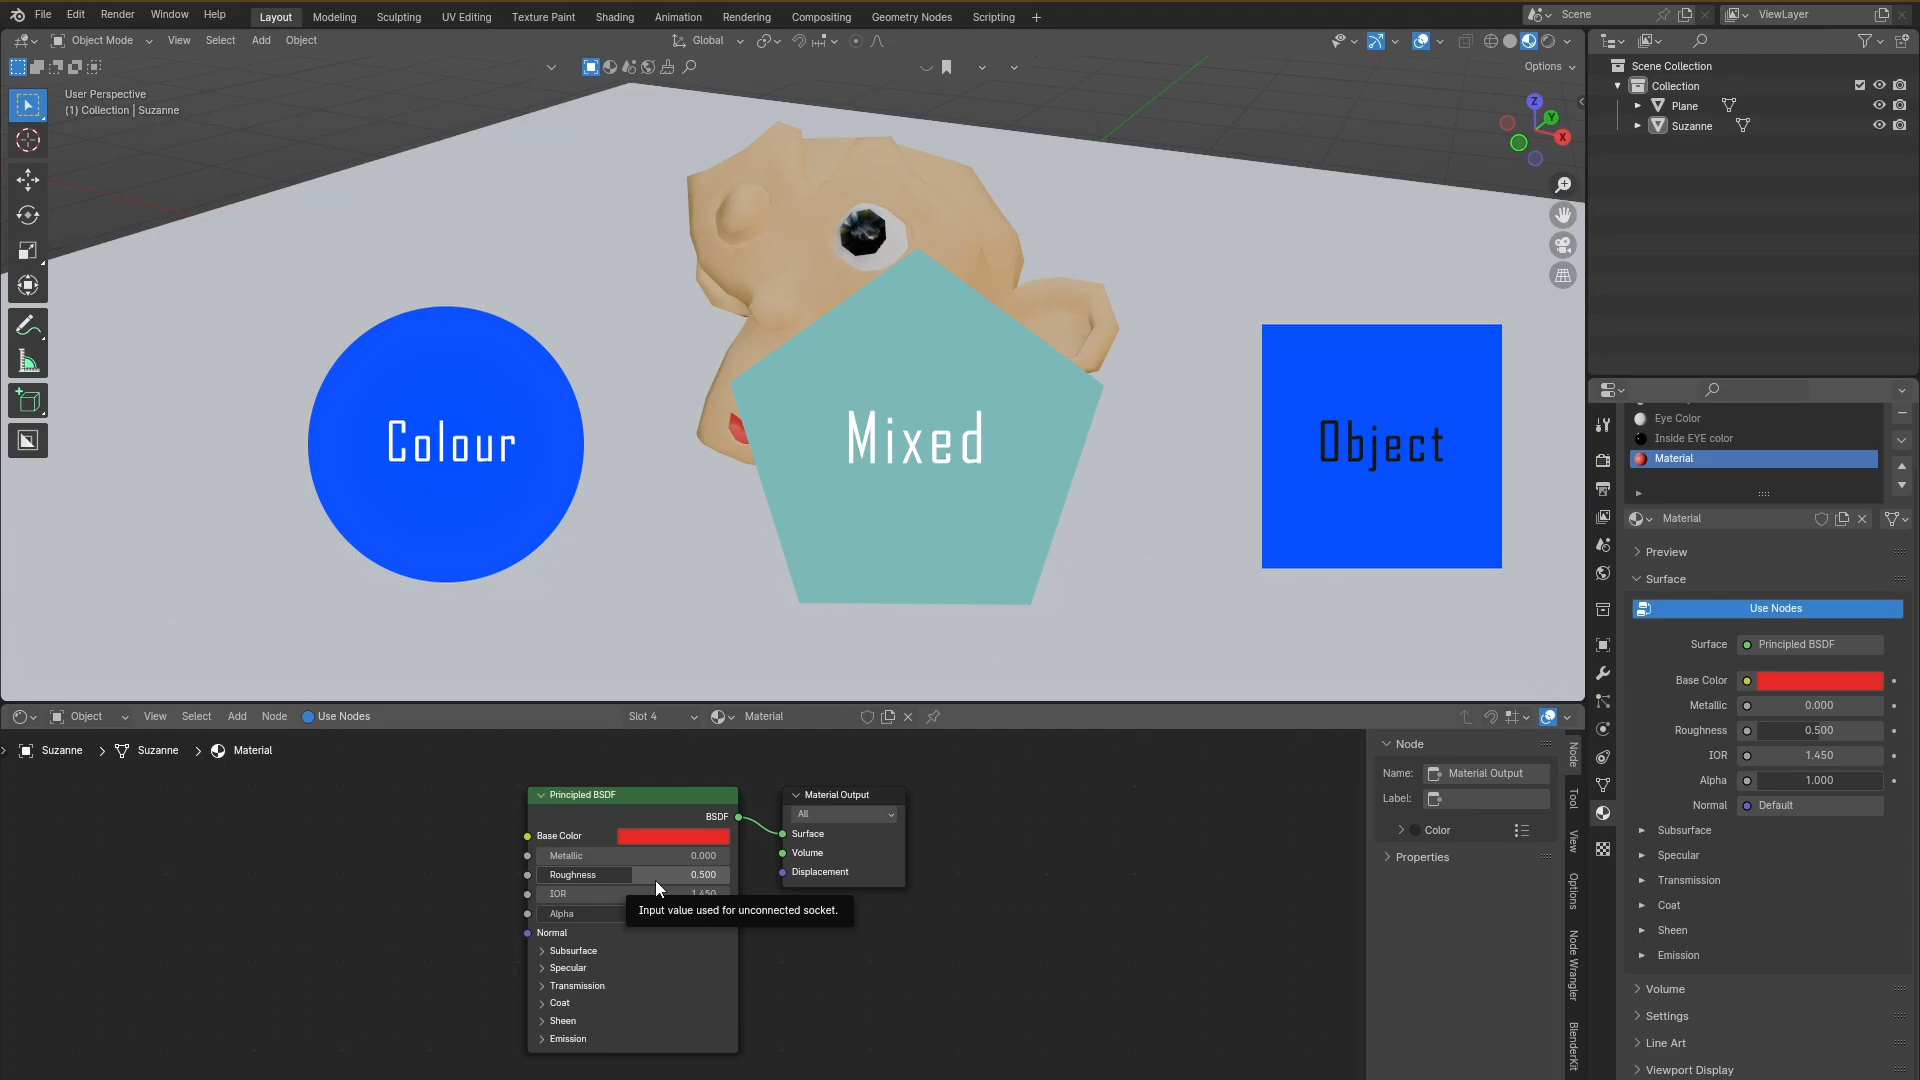 File Edit Render Window Help Layout Modeling Sculpting UV Editing Texture Paint Shading Animation Rendering Compositing Geometry Nodes Scripting + Scene ViewLayer
Object Mode View Select Add Object Global
Options
User Perspective
(1) Collection | Suzanne
Z
Y
X
Colour
Mixed
Object
Scene Collection
Collection
Plane
Suzanne
Eye Color
Inside EYE color
Material
Material
Preview
Surface
Use Nodes
Surface Principled BSDF
Base Color
Metallic 0.000
Roughness 0.500
IOR 1.450
Alpha 1.000
Normal Default
Subsurface
Specular
Transmission
Coat
Sheen
Emission
Volume
Settings
Line Art
Viewport Display
Object View Select Add Node Use Nodes Slot 4 Material
Suzanne > Suzanne > Material
Principled BSDF
BSDF
Base Color
Metallic 0.000
Roughness 0.500
IOR 1.450
Alpha
Input value used for unconnected socket.
Normal
Subsurface
Specular
Transmission
Coat
Sheen
Emission
Material Output
All
Surface
Volume
Displacement
Node
Name: Material Output
Label:
Color
Properties
Node
Tool
View
Options
Node Wrangler
BlenderKit